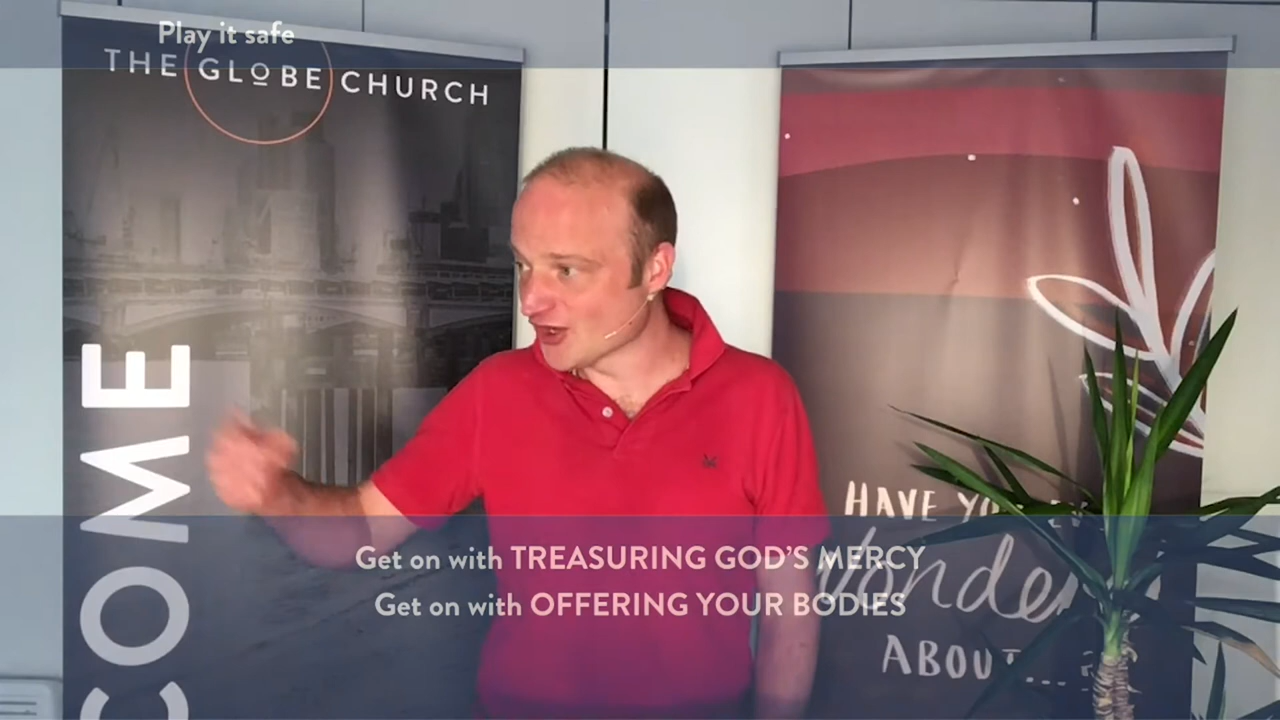 Play it safe
THE GLOBE CHURCH
COME
Get on with TREASURING GOD'S MERCY
Get on with OFFERING YOUR BODIES
HAVE
Wonde
ABOUT...